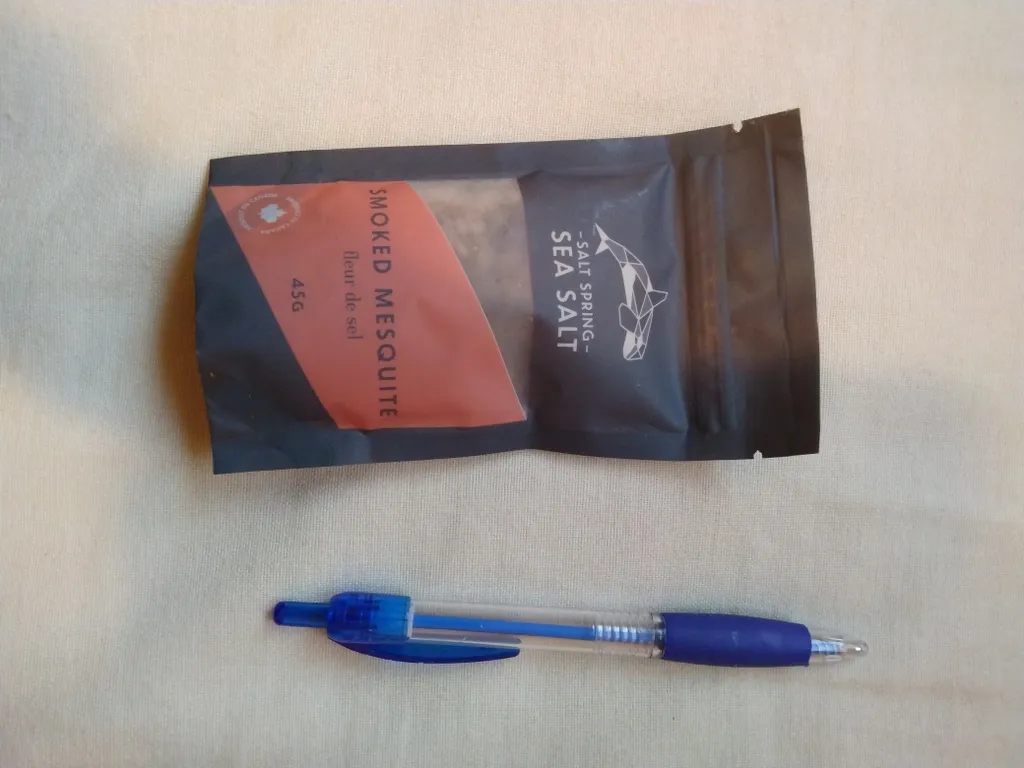 -SALT SPRING-
SEA SALT
SMOKED MESQUITE
fleur de sel
45G